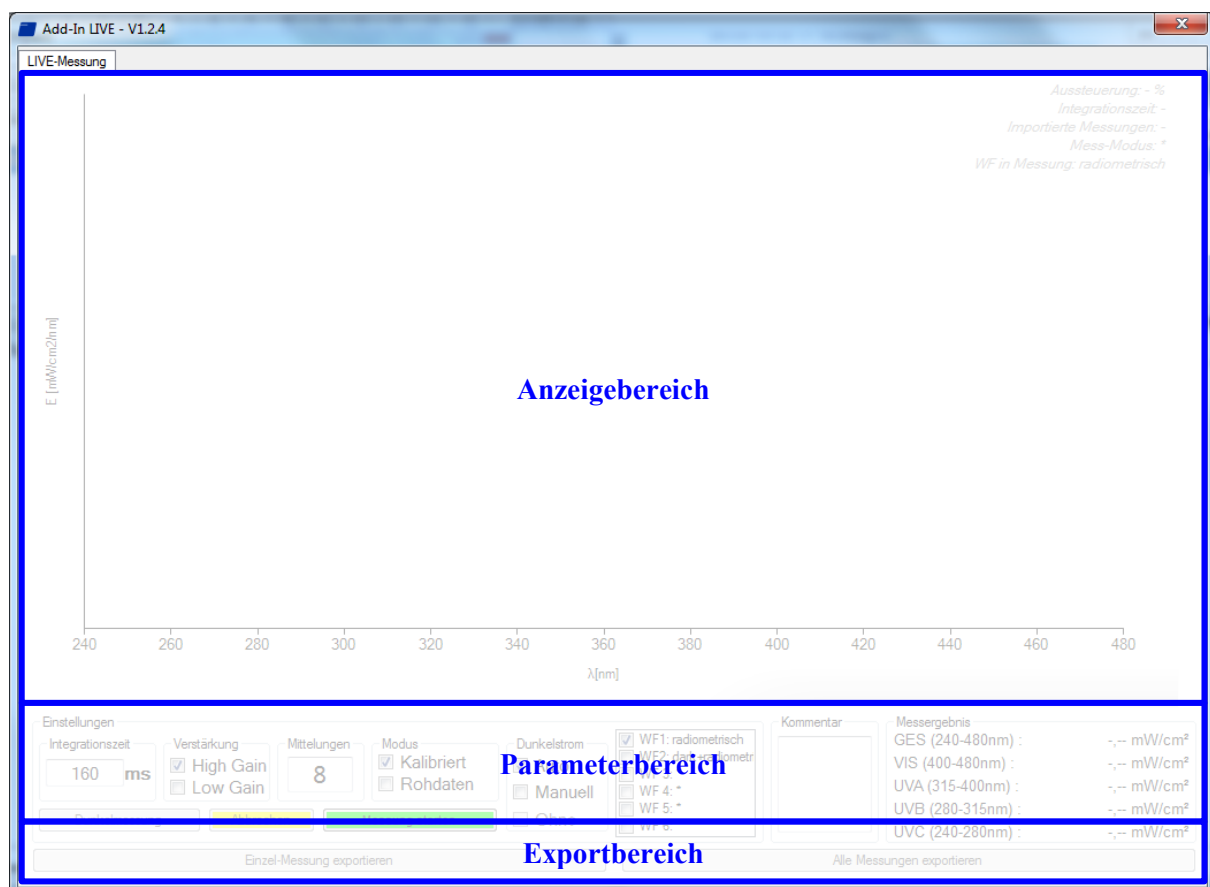 Add-In LIVE - V1.2.4
x
LIVE-Messung
Aussteuerung: - %
Integrationszeit: -
Importierte Messungen: -
Mess-Modus: *
WF in Messung: radiometrisch
E [mW/cm2/nm]
Anzeigebereich
240 260 280 300 320 340 360 380 400 420 440 460 480
λ[nm]
Einstellungen
Integrationszeit
160 ms
Verstärkung
High Gain
Low Gain
Mittelungen
8
Modus
Kalibriert
Rohdaten
Dunkelstrom
Manuell
Ohne
WF1: radiometrisch
WF 4: *
WF 5: *
WF 6:
Kommentar
Messergebnis
GES (240-480nm) : -,-- mW/cm²
VIS (400-480nm) : -,-- mW/cm²
UVA (315-400nm) : -,-- mW/cm²
UVB (280-315nm) : -,-- mW/cm²
UVC (240-280nm) : -,-- mW/cm²
Parameterbereich
Exportbereich
Einzel-Messung exportieren
Alle Messungen exportieren